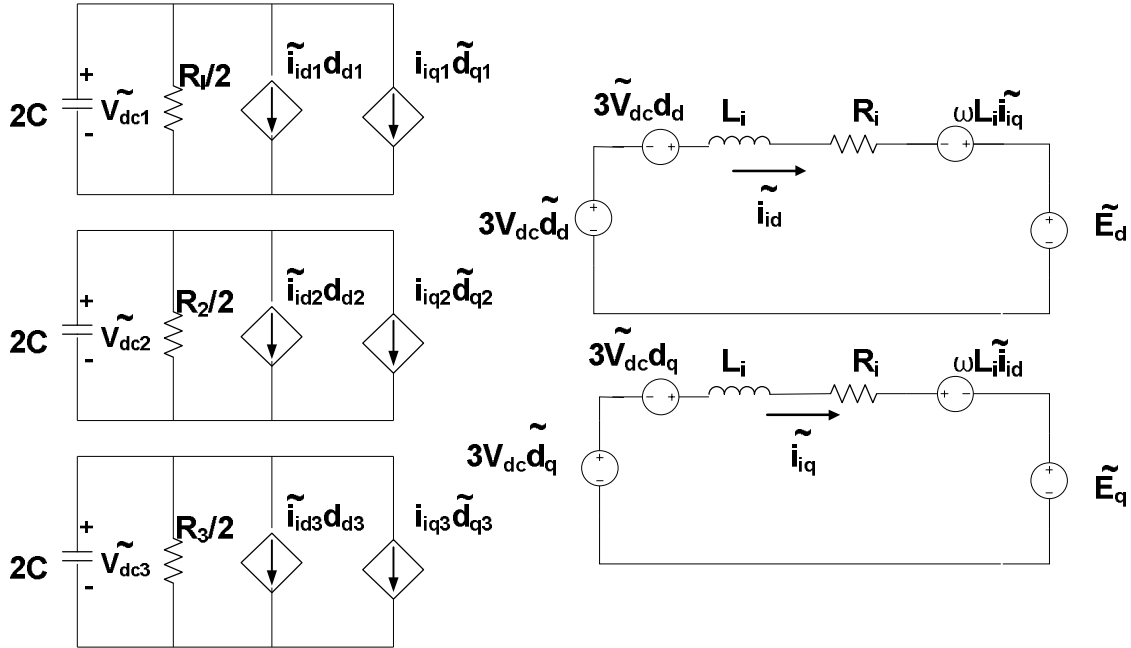 +
-
2C
Ṽdc1
Rl/2
ĩid1dd1
iiq1d̃q1
+
-
2C
Ṽdc2
R2/2
ĩid2dd2
iiq2d̃q2
+
-
2C
Ṽdc3
R3/2
ĩid3dd3
iiq3d̃q3
3Ṽdcdd
Li
Ri
ωLiĩiq
- +
- +
ĩid
3Vdcd̃d
+
-
+
-
Ẽd
3Ṽdcdq
Li
Ri
ωLiĩid
- +
+ -
ĩiq
3Vdcd̃q
+
-
+
-
Ẽq